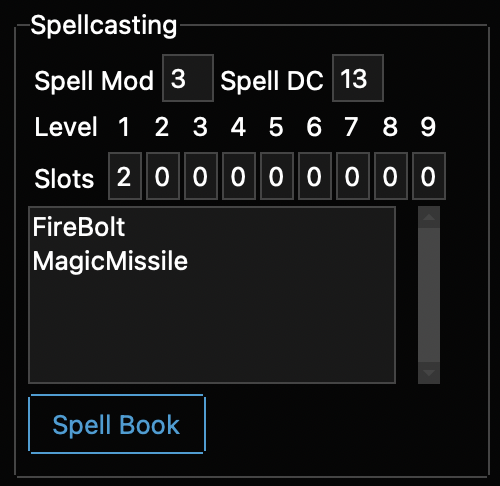 Spellcasting
Spell Mod 3 Spell DC 13
Level 1 2 3 4 5 6 7 8 9
Slots 2 0 0 0 0 0 0 0 0
FireBolt
MagicMissile
Spell Book